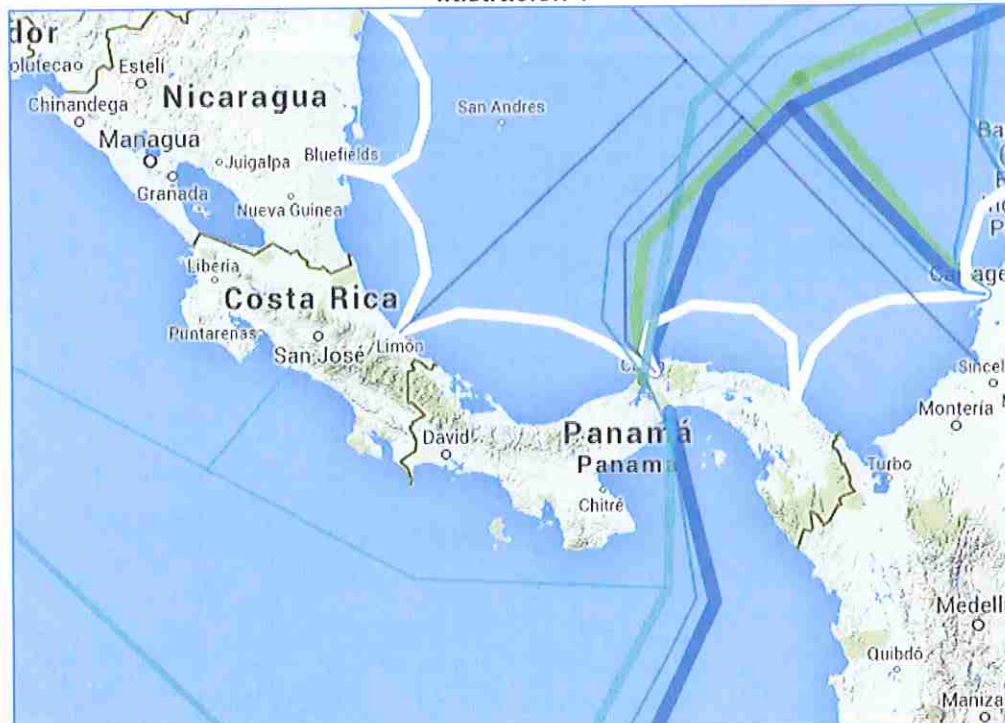 dor
Estelí
Chinandega
Nicaragua
San Andres
Managua
Juigalpa
Bluefields
Granada
Nueva Guinea
Liberia
Costa Rica
Puntarenas
San José
Limón
Sincel
Montería
David
Panamá
Panama
Turbo
Chitré
Medell
Quibdó
Maniza